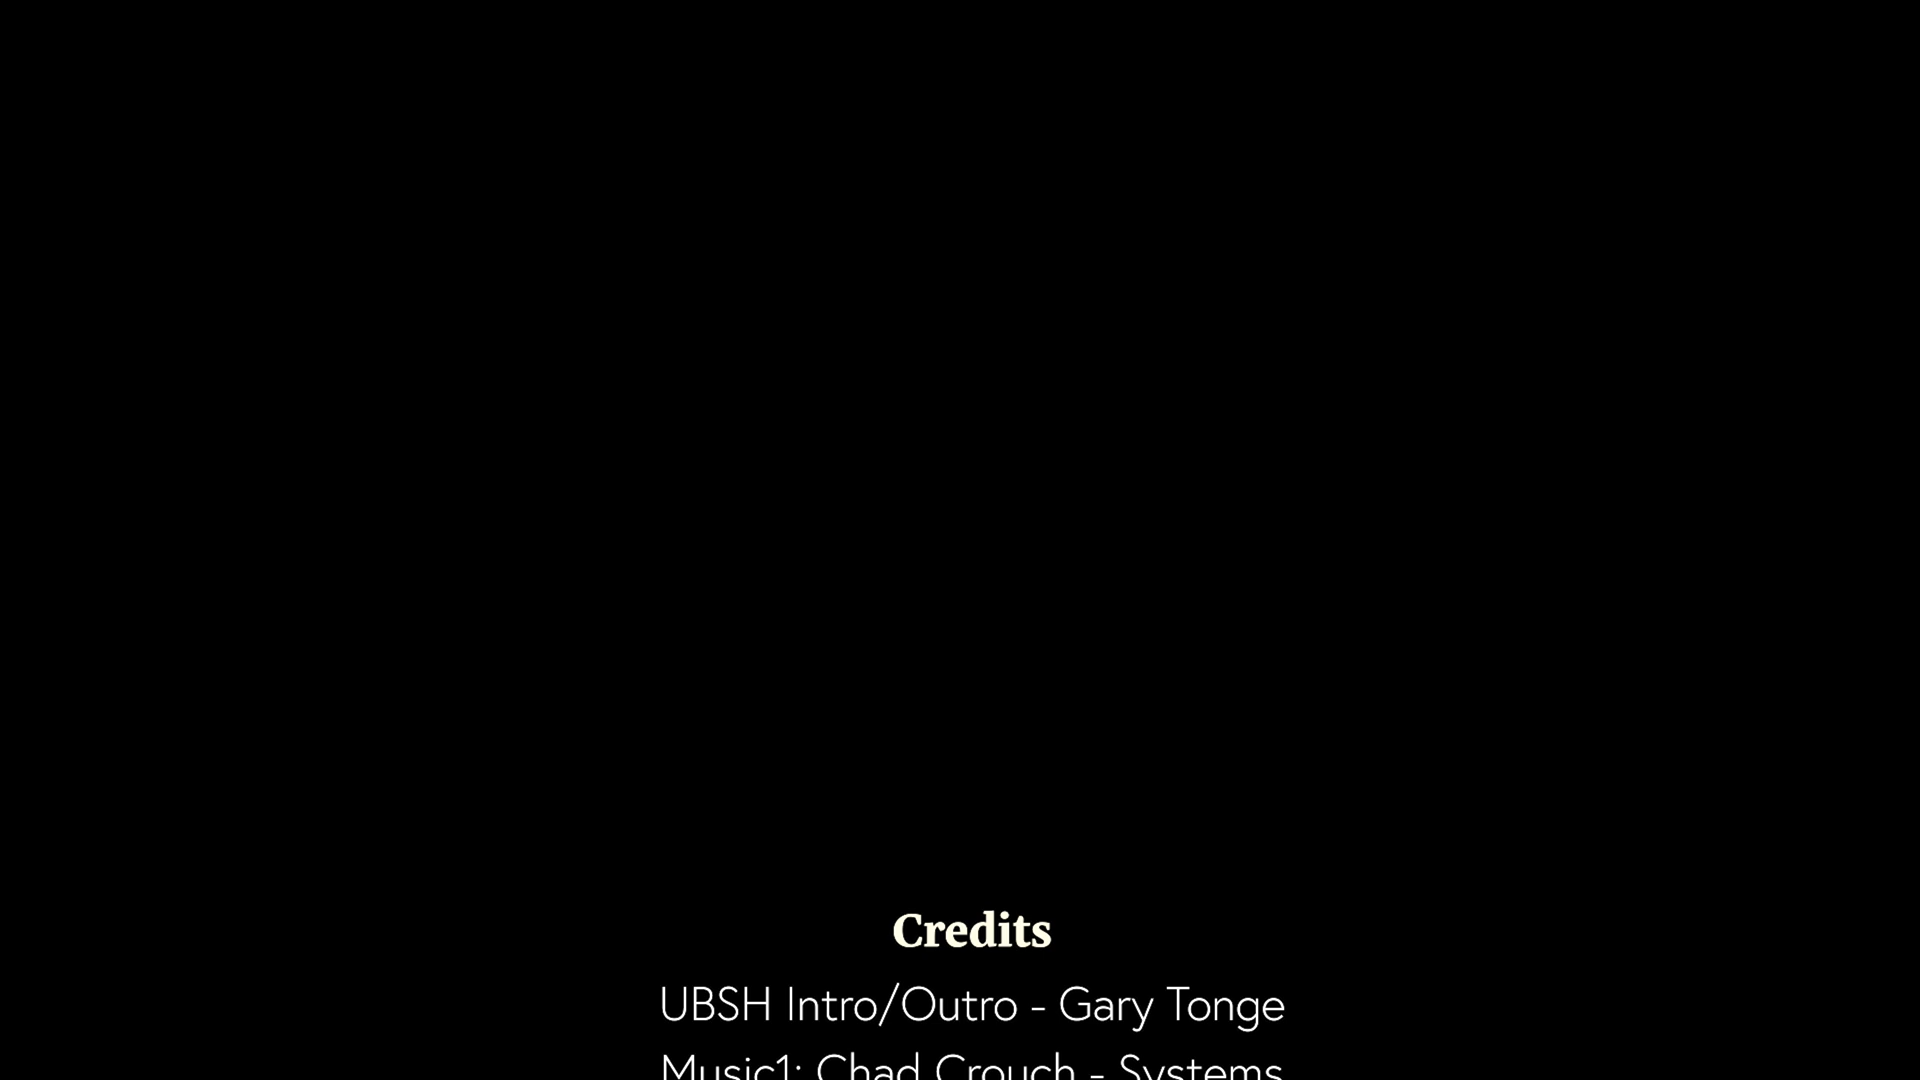 Credits
UBSH Intro/Outro - Gary Tonge
Music1: Chad Crouch - Systems